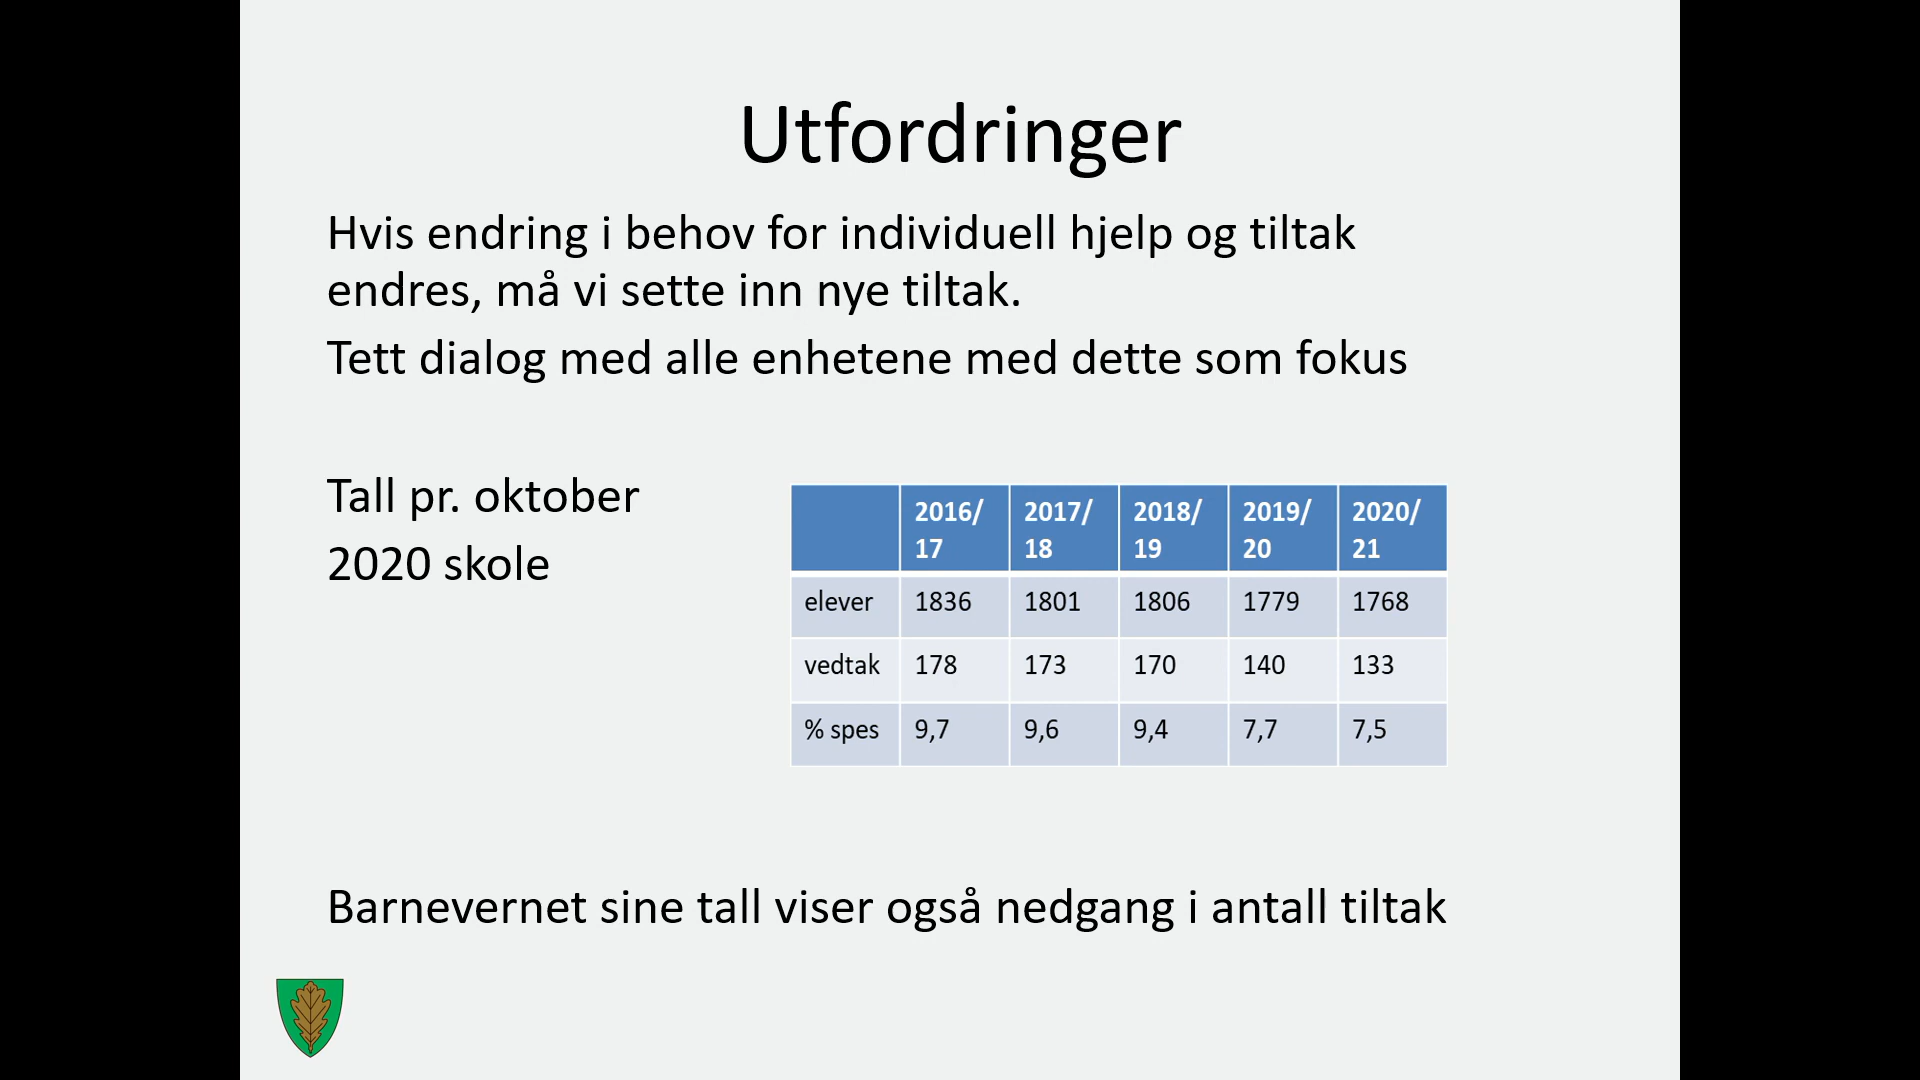 Utfordringer
Hvis endring i behov for individuell hjelp og tiltak
endres, må vi sette inn nye tiltak.
Tett dialog med alle enhetene med dette som fokus
Tall pr. oktober
2020 skole
2016/17 2017/18 2018/19 2019/20 2020/21
elever 1836 1801 1806 1779 1768
vedtak 178 173 170 140 133
% spes 9,7 9,6 9,4 7,7 7,5
Barnevernet sine tall viser også nedgang i antall tiltak